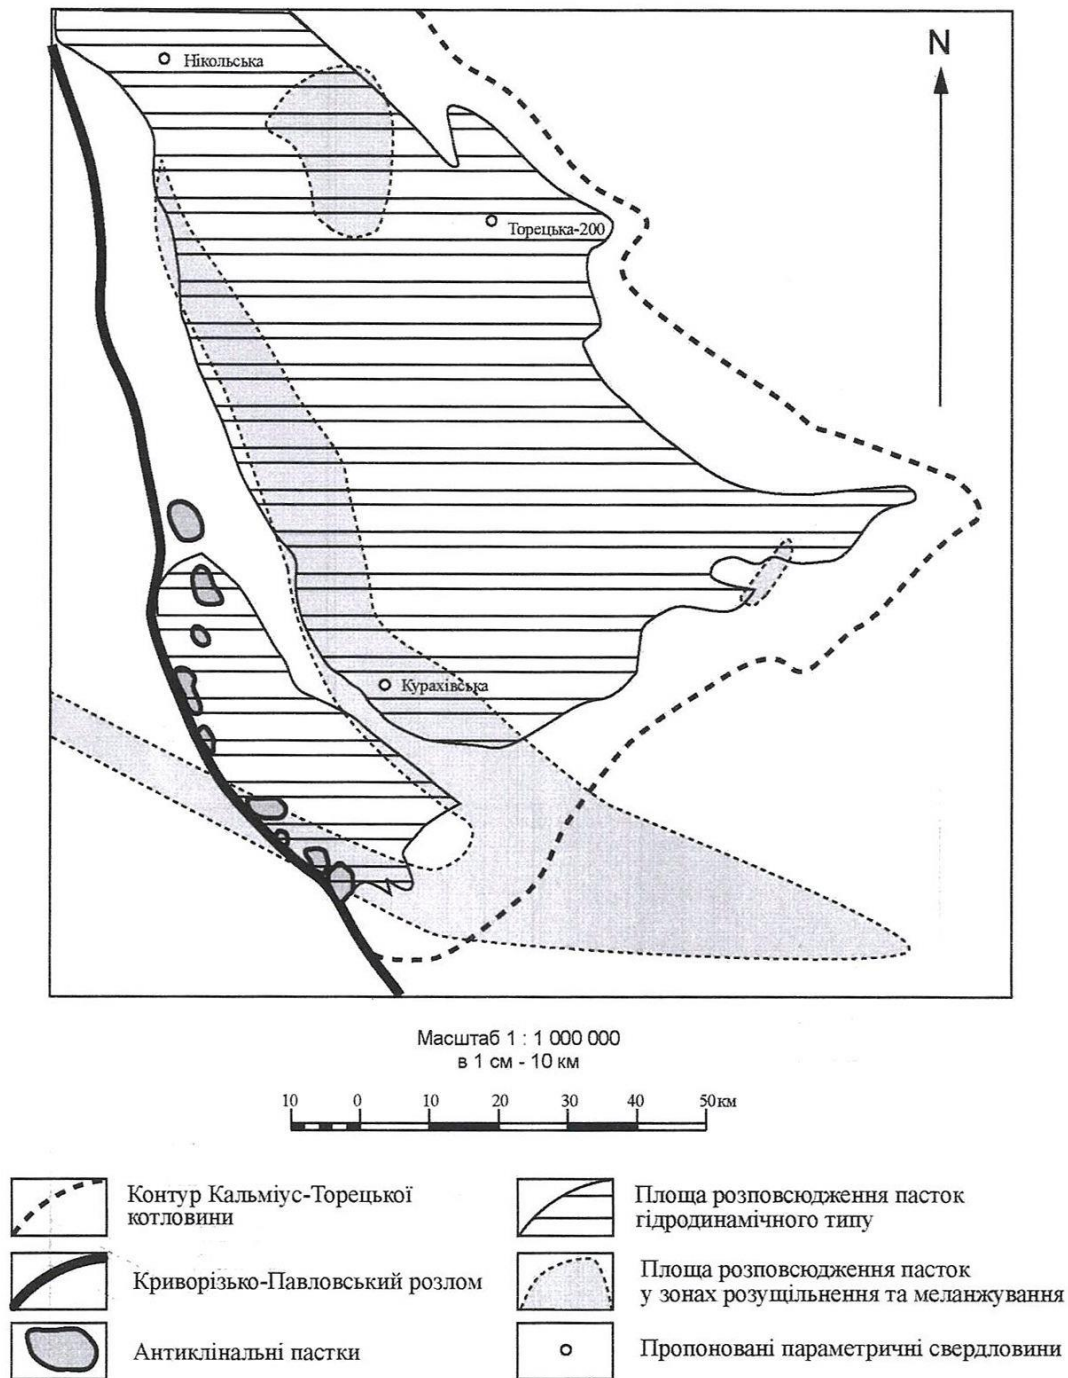 N
Нікольська
Торецька-200
Курахівська
Масштаб 1 : 1 000 000
в 1 см - 10 км
10 0 10 20 30 40 50км
Контур Кальміус-Торецької
котловини
Криворізько-Павловський розлом
Антиклінальні пастки
Площа розповсюдження пасток
гідродинамічного типу
Площа розповсюдження пасток
у зонах розущільнення та меланжування
Пропоновані параметричні свердловини